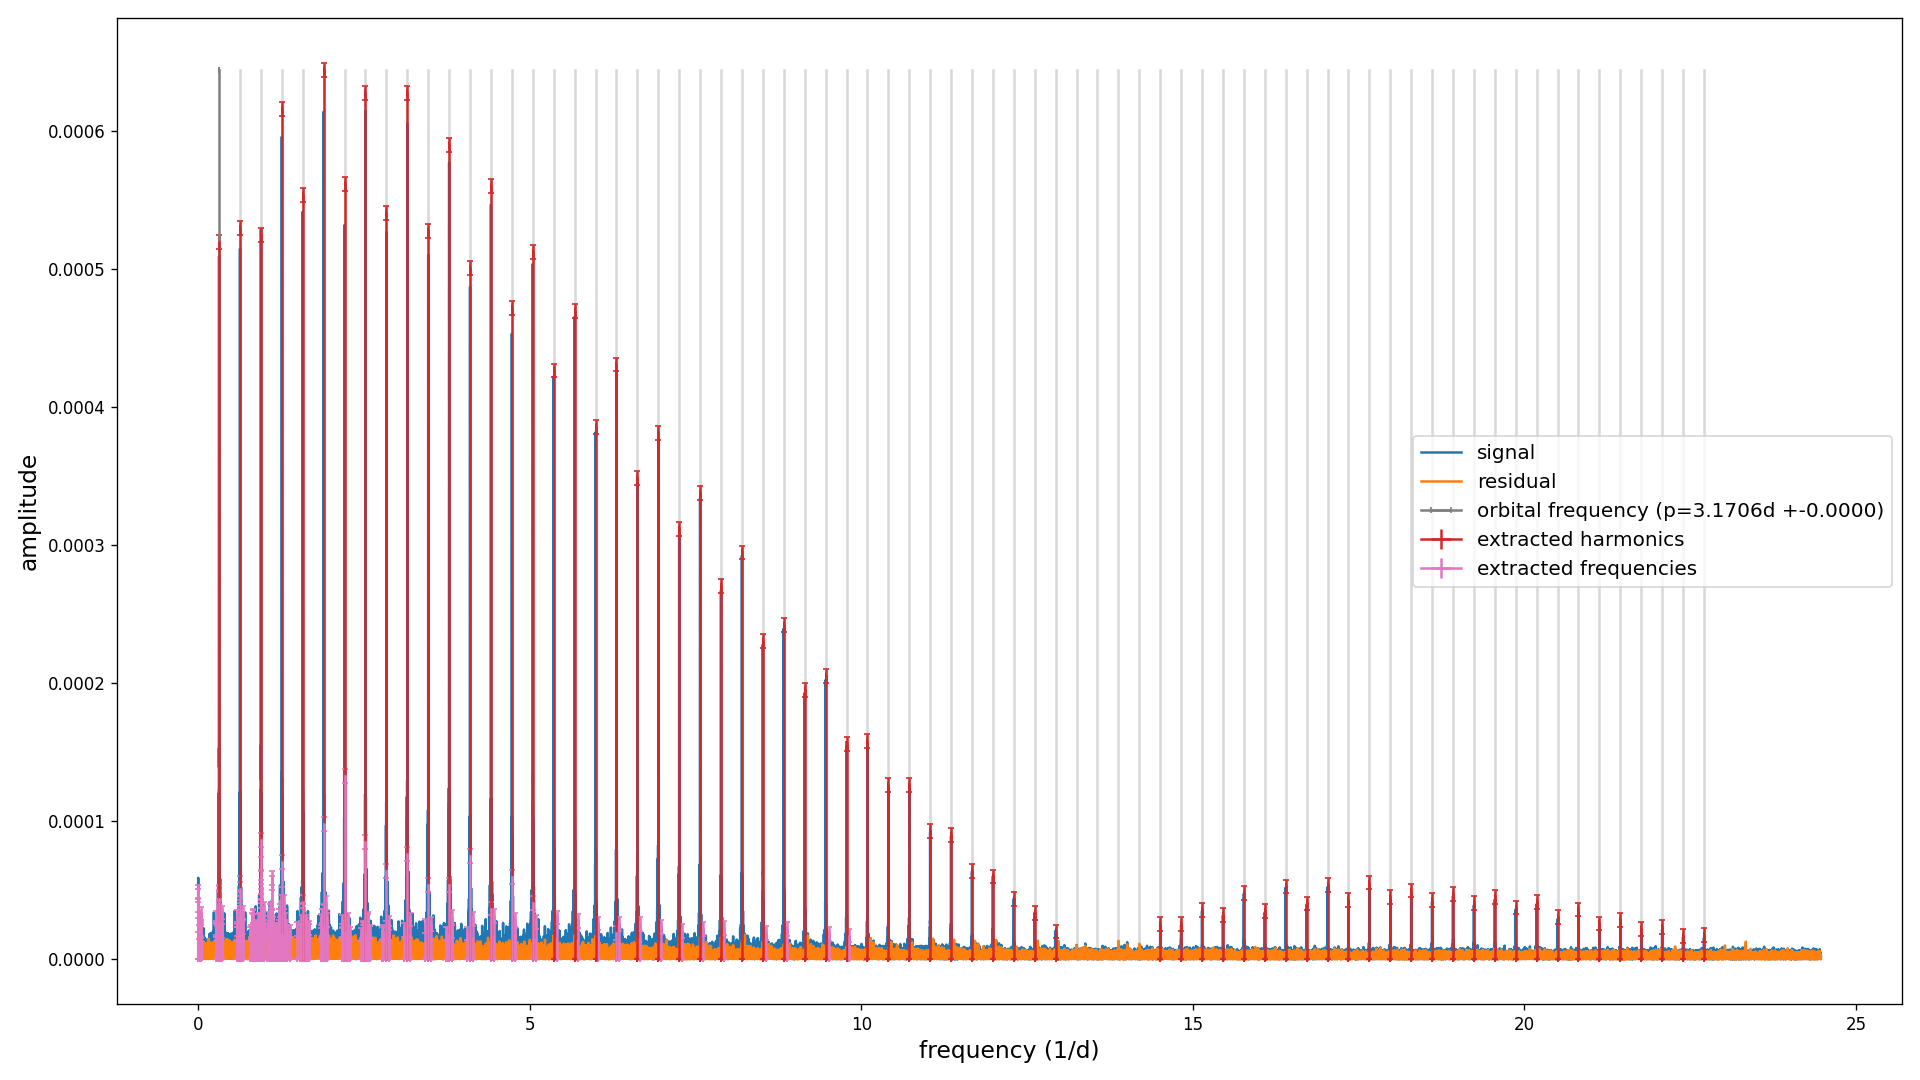 0.0006
0.0005
0.0004
0.0003
0.0002
0.0001
0.0000
amplitude
signal
residual
orbital frequency (p=3.1706d +-0.0000)
extracted harmonics
extracted frequencies
0 5 10 15 20 25
frequency (1/d)